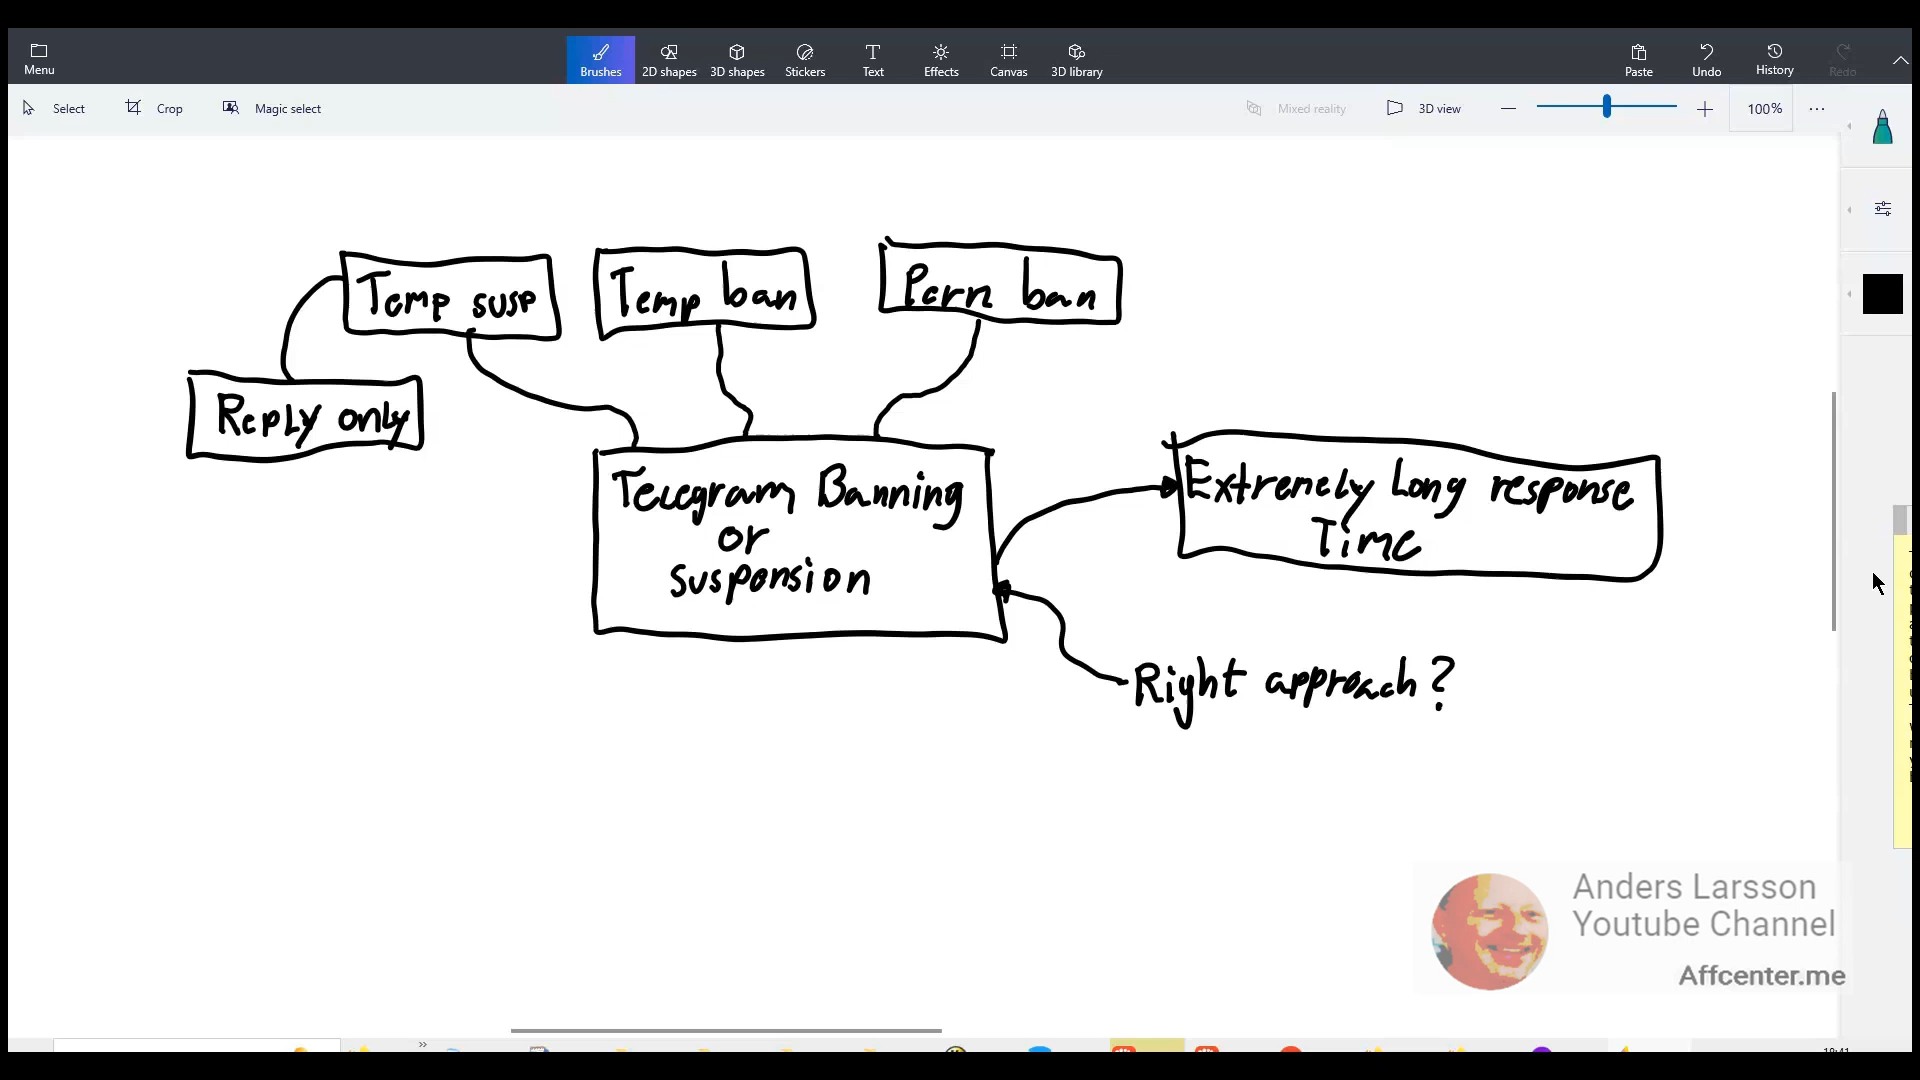 Menu
Brushes
2D shapes
3D shapes
Stickers
Text
Effects
Canvas
3D library
Paste
Undo
History
Redo
Select
Crop
Magic select
Mixed reality
3D view
100%
Temp susp
Temp ban
Perm ban
Reply only
Telegram Banning
or
suspension
Extremely Long response
Time
Right approach?
Anders Larsson
Youtube Channel
Affcenter.me